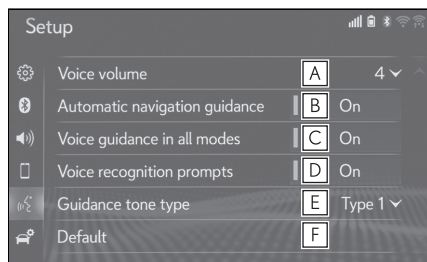 Setup
Voice volume A 4
Automatic navigation guidance B On
Voice guidance in all modes C On
Voice recognition prompts D On
Guidance tone type E Type 1
Default F